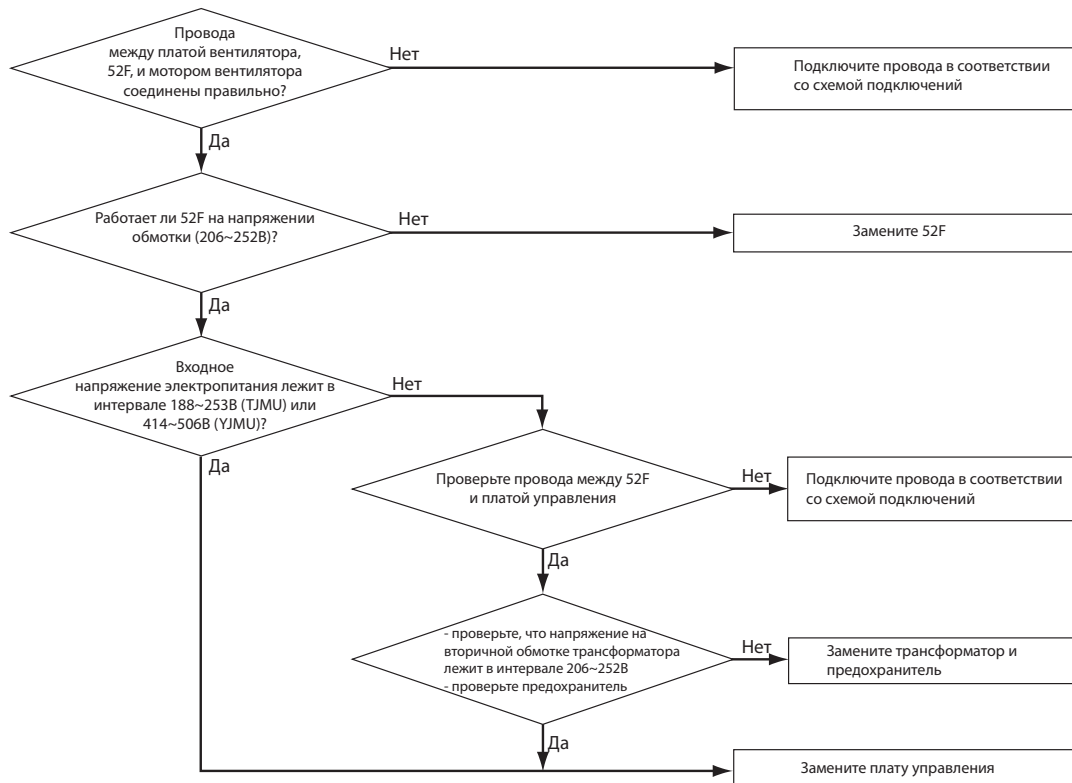 Провода
между платой вентилятора,
52F, и мотором вентилятора
соединены правильно?
Нет
Подключите провода в соответствии
со схемой подключений
Да
Работает ли 52F на напряжении
обмотки (206~252В)?
Нет
Замените 52F
Да
Входное
напряжение электропитания лежит в
интервале 188~253В (TJMU) или
414~506В (YJMU)?
Нет
Да
Проверьте провода между 52F
и платой управления
Нет
Подключите провода в соответствии
со схемой подключений
Да
- проверьте, что напряжение на
вторичной обмотке трансформатора
лежит в интервале 206~252В
- проверьте предохранитель
Нет
Замените трансформатор и
предохранитель
Да
Замените плату управления